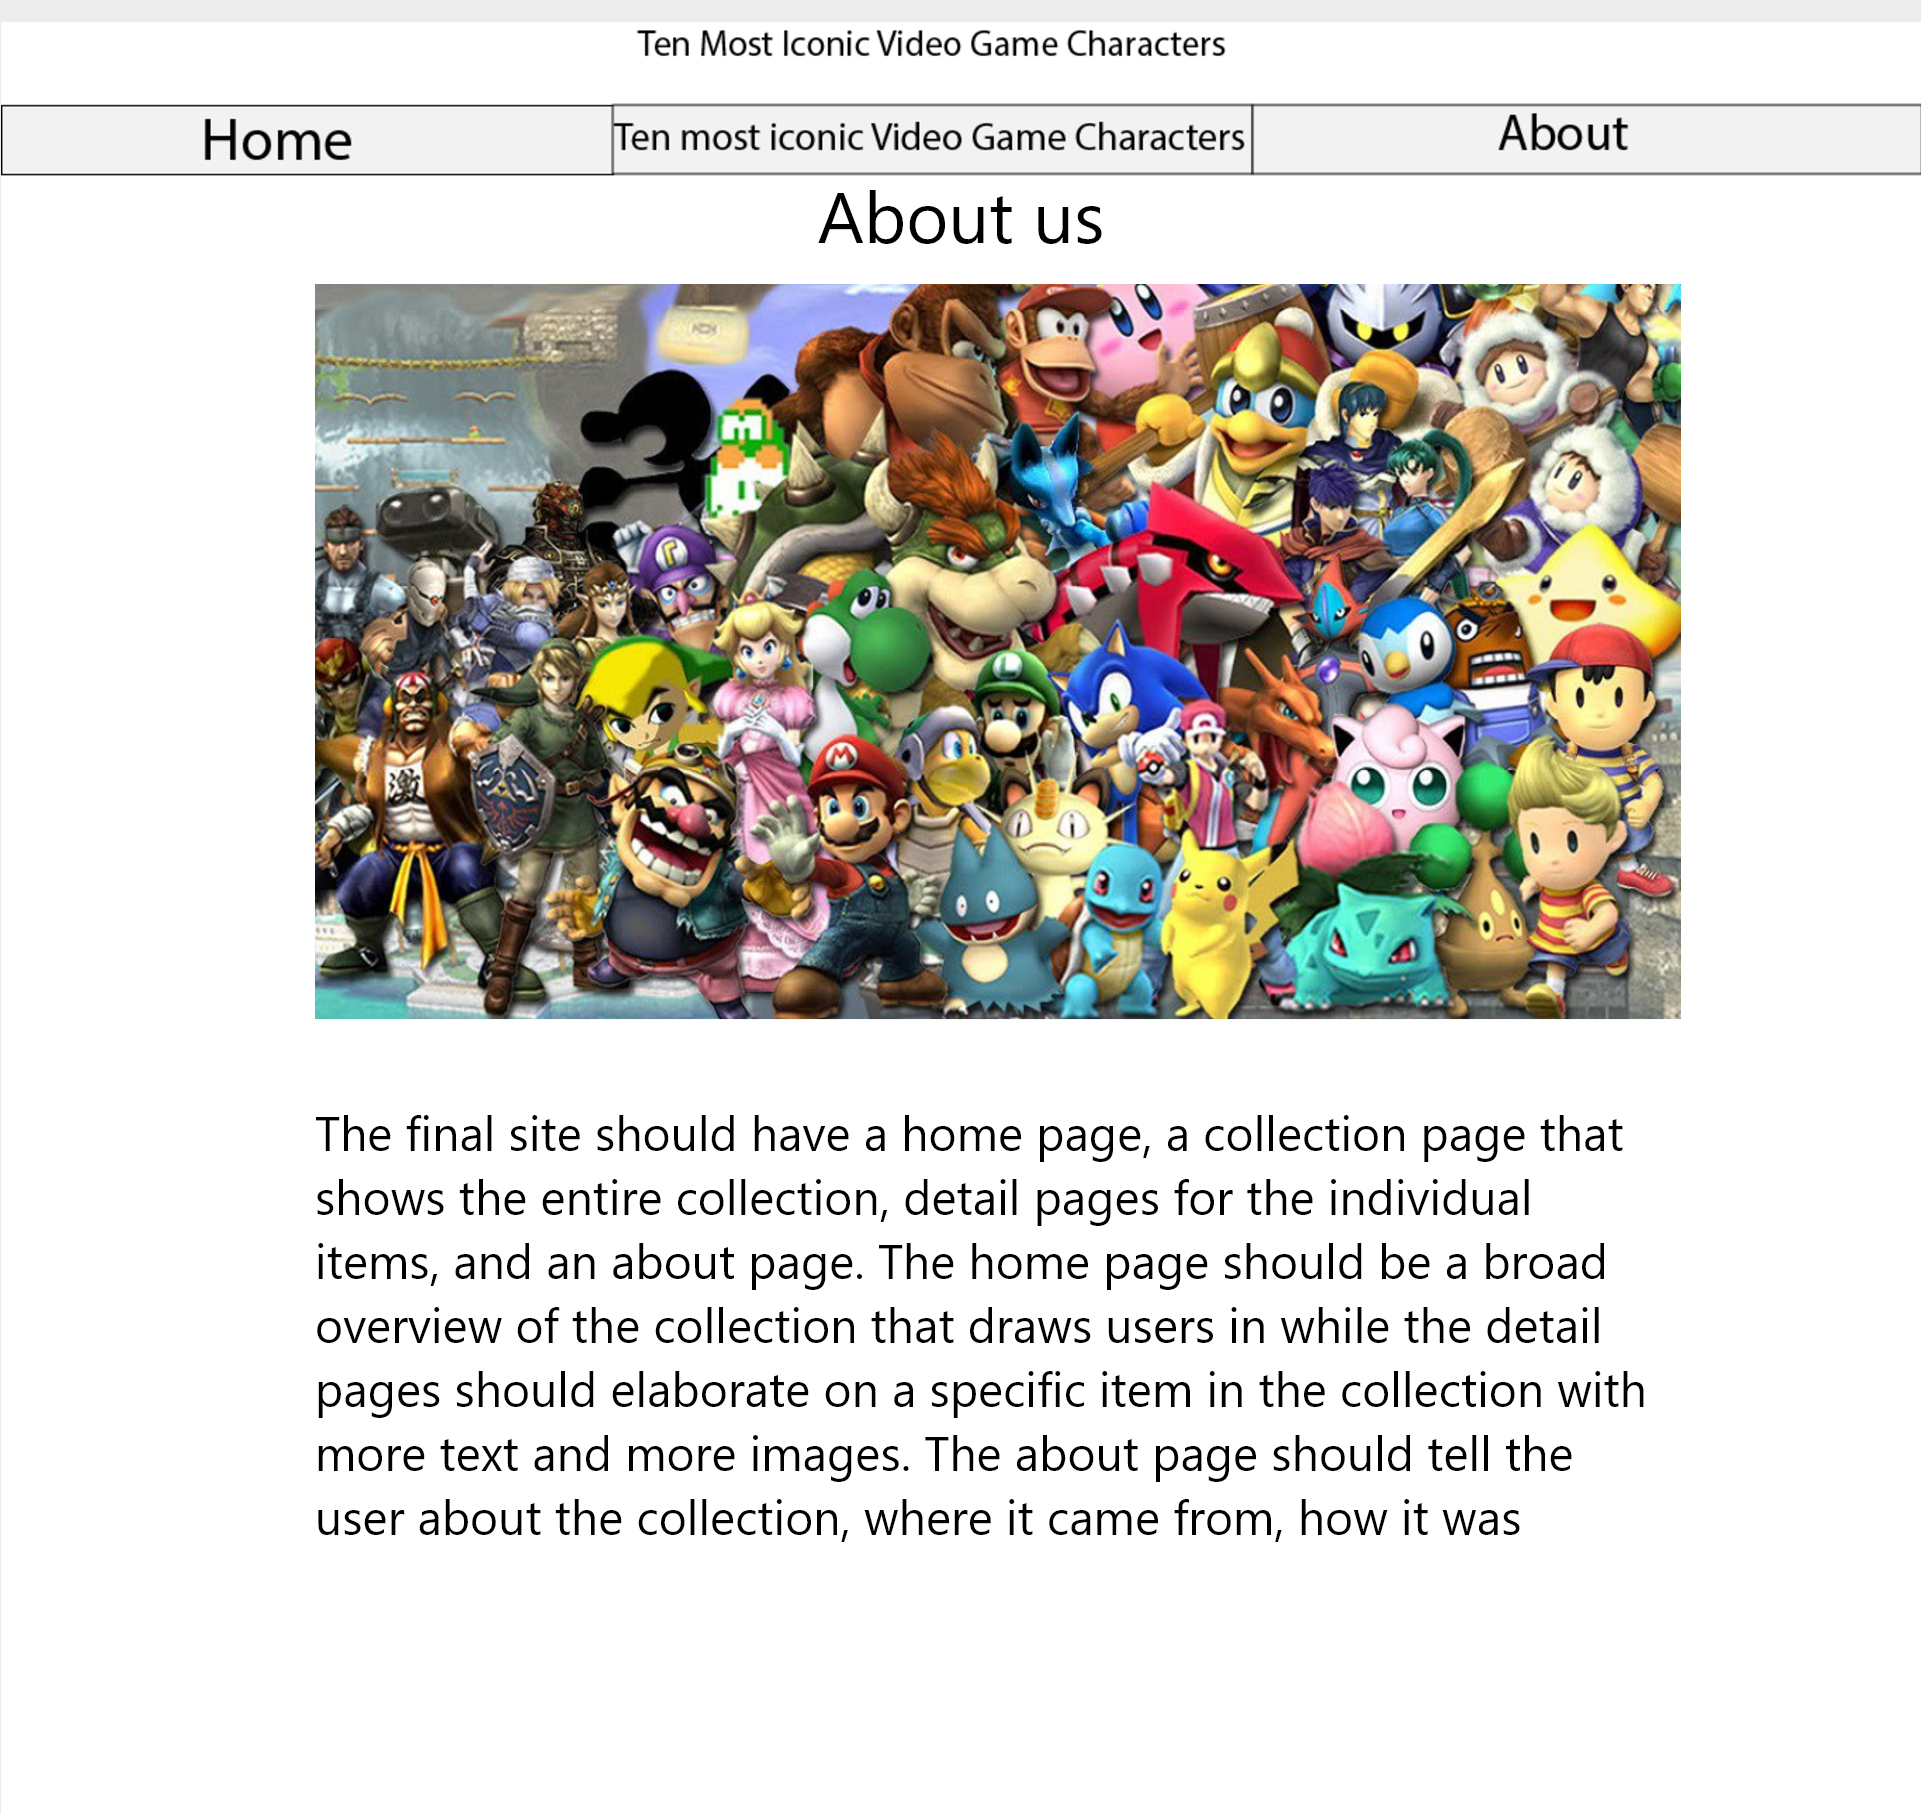 Ten Most Iconic Video Game Characters
Home
Ten most iconic Video Game Characters
About
About us
M
L
激
The final site should have a home page, a collection page that
shows the entire collection, detail pages for the individual
items, and an about page. The home page should be a broad
overview of the collection that draws users in while the detail
pages should elaborate on a specific item in the collection with
more text and more images. The about page should tell the
user about the collection, where it came from, how it was